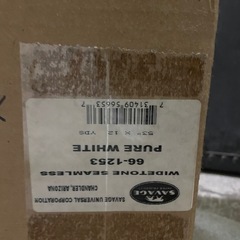 SAVAGE
SAVAGE UNIVERSAL CORPORATION
CHANDLER, ARIZONA
WIDETONE SEAMLESS
66-1253
PURE WHITE
53" X 12 YDS
7 31409 56653 7